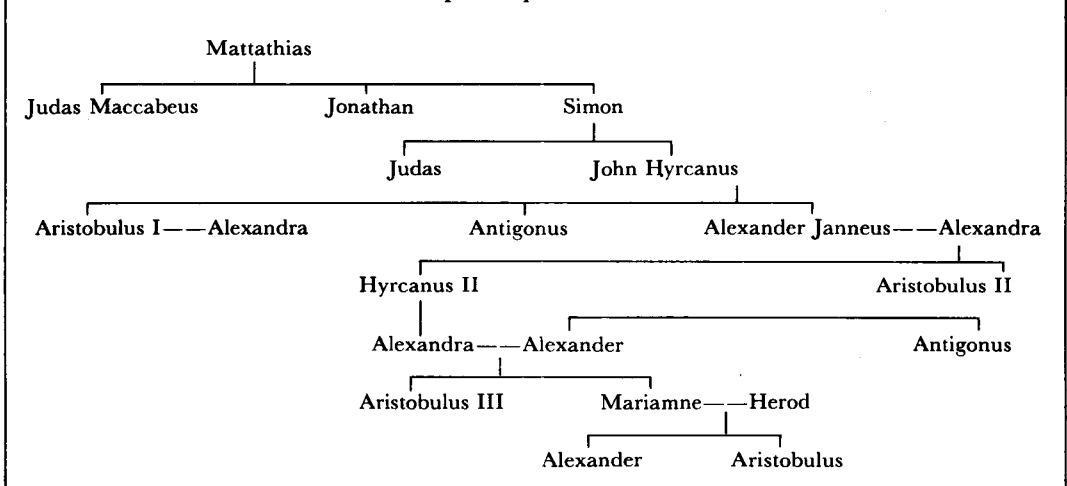 Mattathias
Judas Maccabeus Jonathan Simon
Judas John Hyrcanus
Aristobulus I——Alexandra Antigonus Alexander Janneus——Alexandra
Hyrcanus II Aristobulus II
Alexandra——Alexander Antigonus
Aristobulus III Mariamne——Herod
Alexander Aristobulus